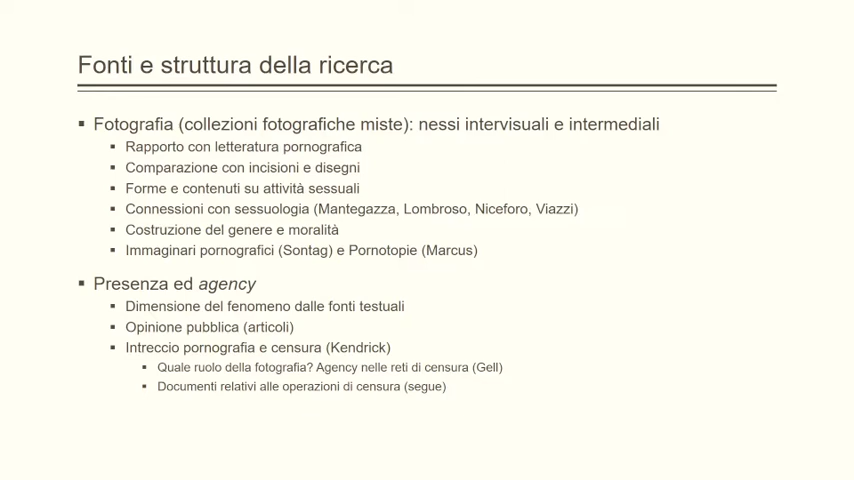 Fonti e struttura della ricerca
▪ Fotografia (collezioni fotografiche miste): nessi intervisuali e intermediali
▪ Rapporto con letteratura pornografica
▪ Comparazione con incisioni e disegni
▪ Forme e contenuti su attività sessuali
▪ Connessioni con sessuologia (Mantegazza, Lombroso, Niceforo, Viazzi)
▪ Costruzione del genere e moralità
▪ Immaginari pornografici (Sontag) e Pornotopie (Marcus)
▪ Presenza ed agency
▪ Dimensione del fenomeno dalle fonti testuali
▪ Opinione pubblica (articoli)
▪ Intreccio pornografia e censura (Kendrick)
▪ Quale ruolo della fotografia? Agency nelle reti di censura (Gell)
▪ Documenti relativi alle operazioni di censura (segue)